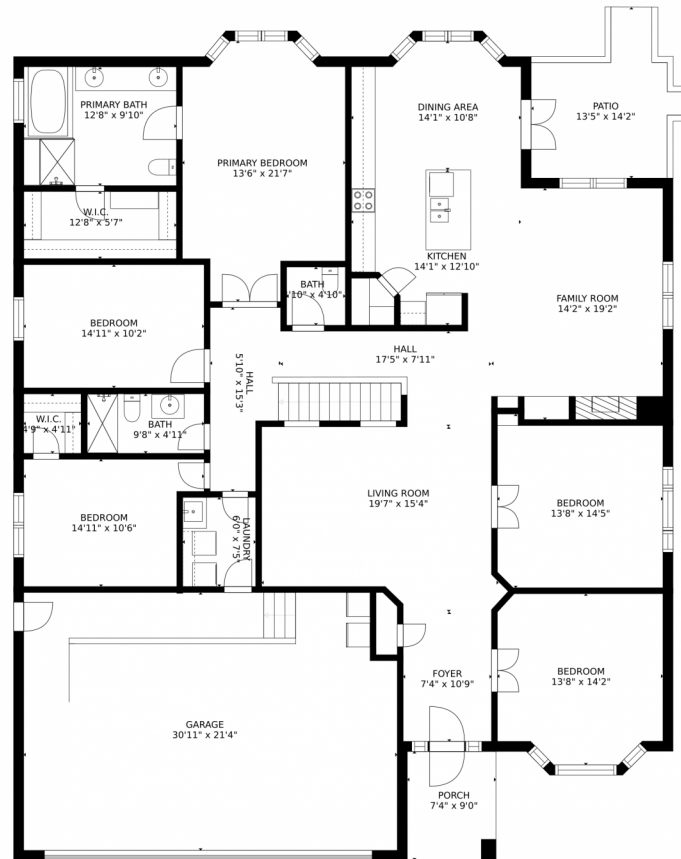 PRIMARY BATH
12'8" x 9'10"
DINING AREA
14'1" x 10'8"
PATIO
13'5" x 14'2"
PRIMARY BEDROOM
13'6" x 21'7"
W.I.C.
12'8" x 5'7"
KITCHEN
14'1" x 12'10"
BATH
'10" x 4'10"
FAMILY ROOM
14'2" x 19'2"
BEDROOM
14'11" x 10'2"
HALL
17'5" x 7'11"
HALL
5'10" x 15'3"
W.I.C.
4'9" x 4'11"
BATH
9'8" x 4'11"
LIVING ROOM
19'7" x 15'4"
BEDROOM
13'8" x 14'5"
BEDROOM
14'11" x 10'6"
LAUNDRY
6'0" x 7'5"
FOYER
7'4" x 10'9"
BEDROOM
13'8" x 14'2"
GARAGE
30'11" x 21'4"
PORCH
7'4" x 9'0"